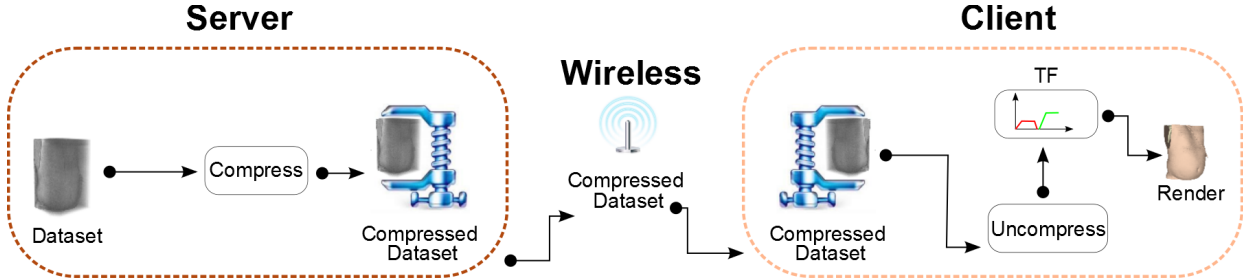 Server
Dataset
Compress
Compressed
Dataset
Wireless
Compressed
Dataset
Client
Compressed
Dataset
Uncompress
TF
Render